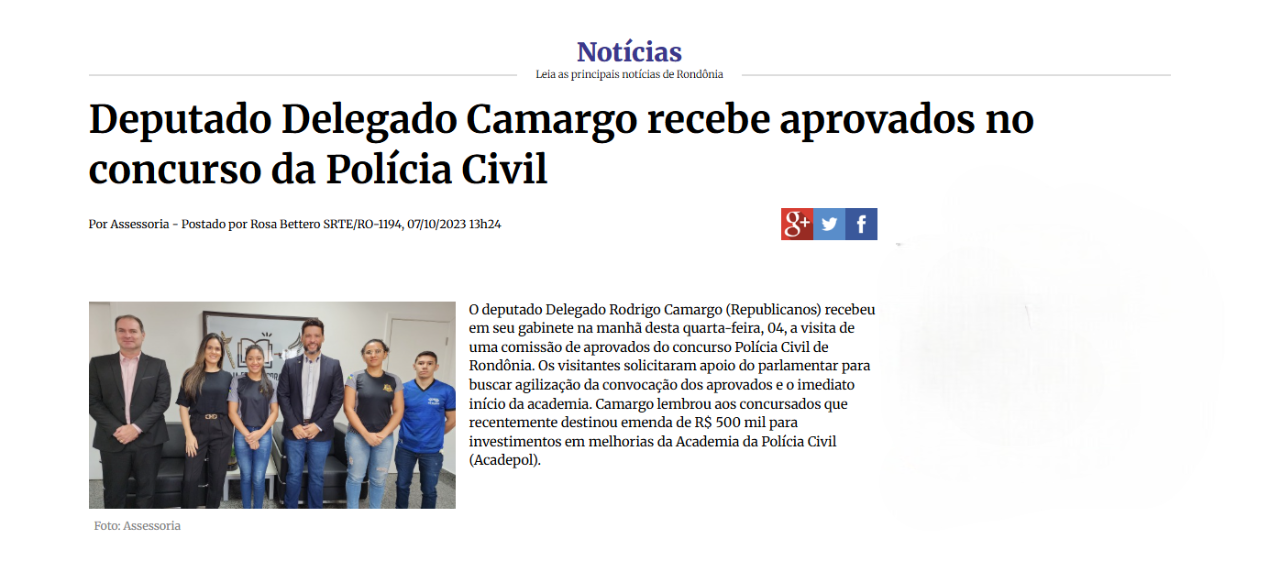 Notícias
Leia as principais notícias de Rondônia
Deputado Delegado Camargo recebe aprovados no
concurso da Polícia Civil
Por Assessoria - Postado por Rosa Bettero SRTE/RO-1194, 07/10/2023 13h24
g+ f
O deputado Delegado Rodrigo Camargo (Republicanos) recebeu
em seu gabinete na manhã desta quarta-feira, 04, a visita de
uma comissão de aprovados do concurso Polícia Civil de
Rondônia. Os visitantes solicitaram apoio do parlamentar para
buscar agilização da convocação dos aprovados e o imediato
início da academia. Camargo lembrou aos concursados que
recentemente destinou emenda de R$ 500 mil para
investimentos em melhorias da Academia da Polícia Civil
(Acadepol).
Foto: Assessoria